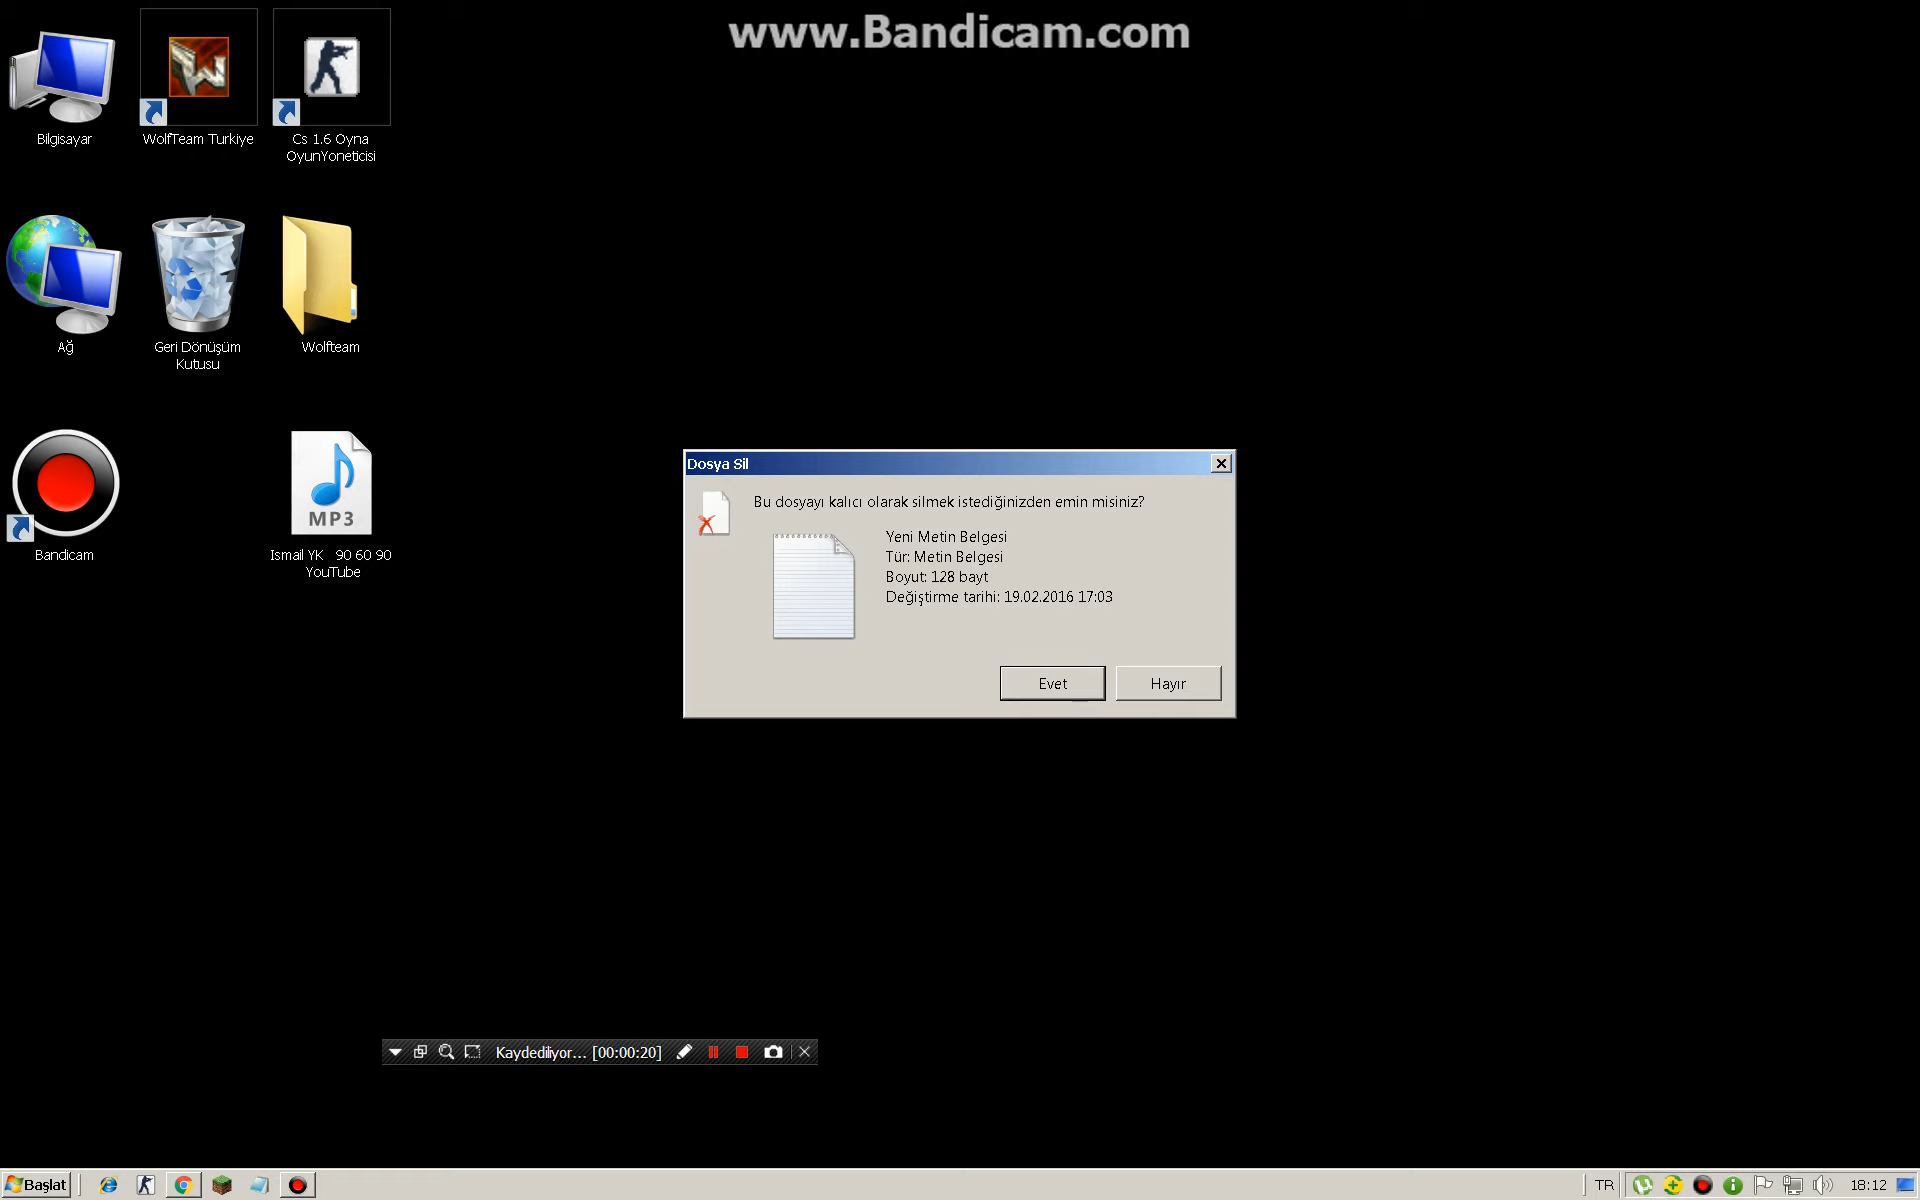 www.Bandicam.com
Bilgisayar
WolfTeam Turkiye
Cs 1.6 Oyna
OyunYoneticisi
Ağ
Geri Dönüşüm
Kutusu
Wolfteam
Bandicam
MP3
Ismail YK 90 60 90
YouTube
Dosya Sil
Bu dosyayı kalıcı olarak silmek istediğinizden emin misiniz?
Yeni Metin Belgesi
Tür: Metin Belgesi
Boyut: 128 bayt
Değiştirme tarihi: 19.02.2016 17:03
Evet
Hayır
Kaydediliyor... [00:00:20]
Başlat
TR
18:12